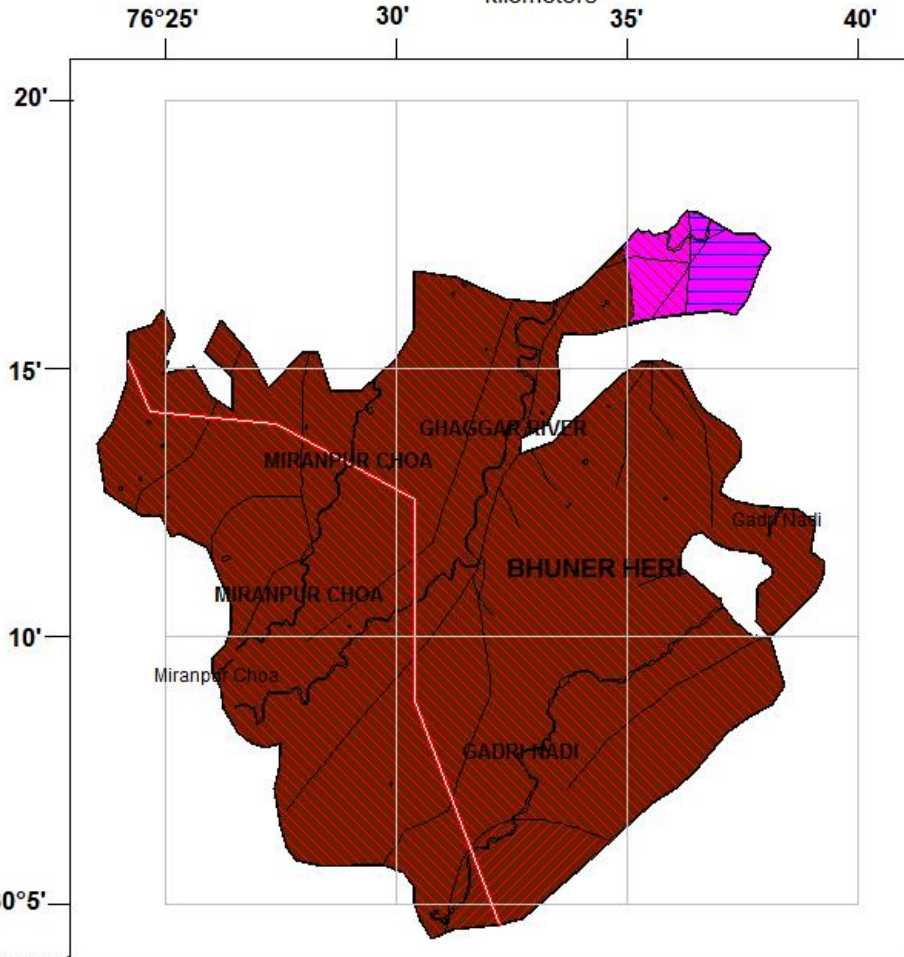 kilometers
76°25' 30' 35' 40'
20'
15'
GHAGGAR RIVER
MIRANPUR CHOA
Gadri Nadi
BHUNER HERI
MIRANPUR CHOA
10'
Miranpur Choa
GADRI NADI
0°5'